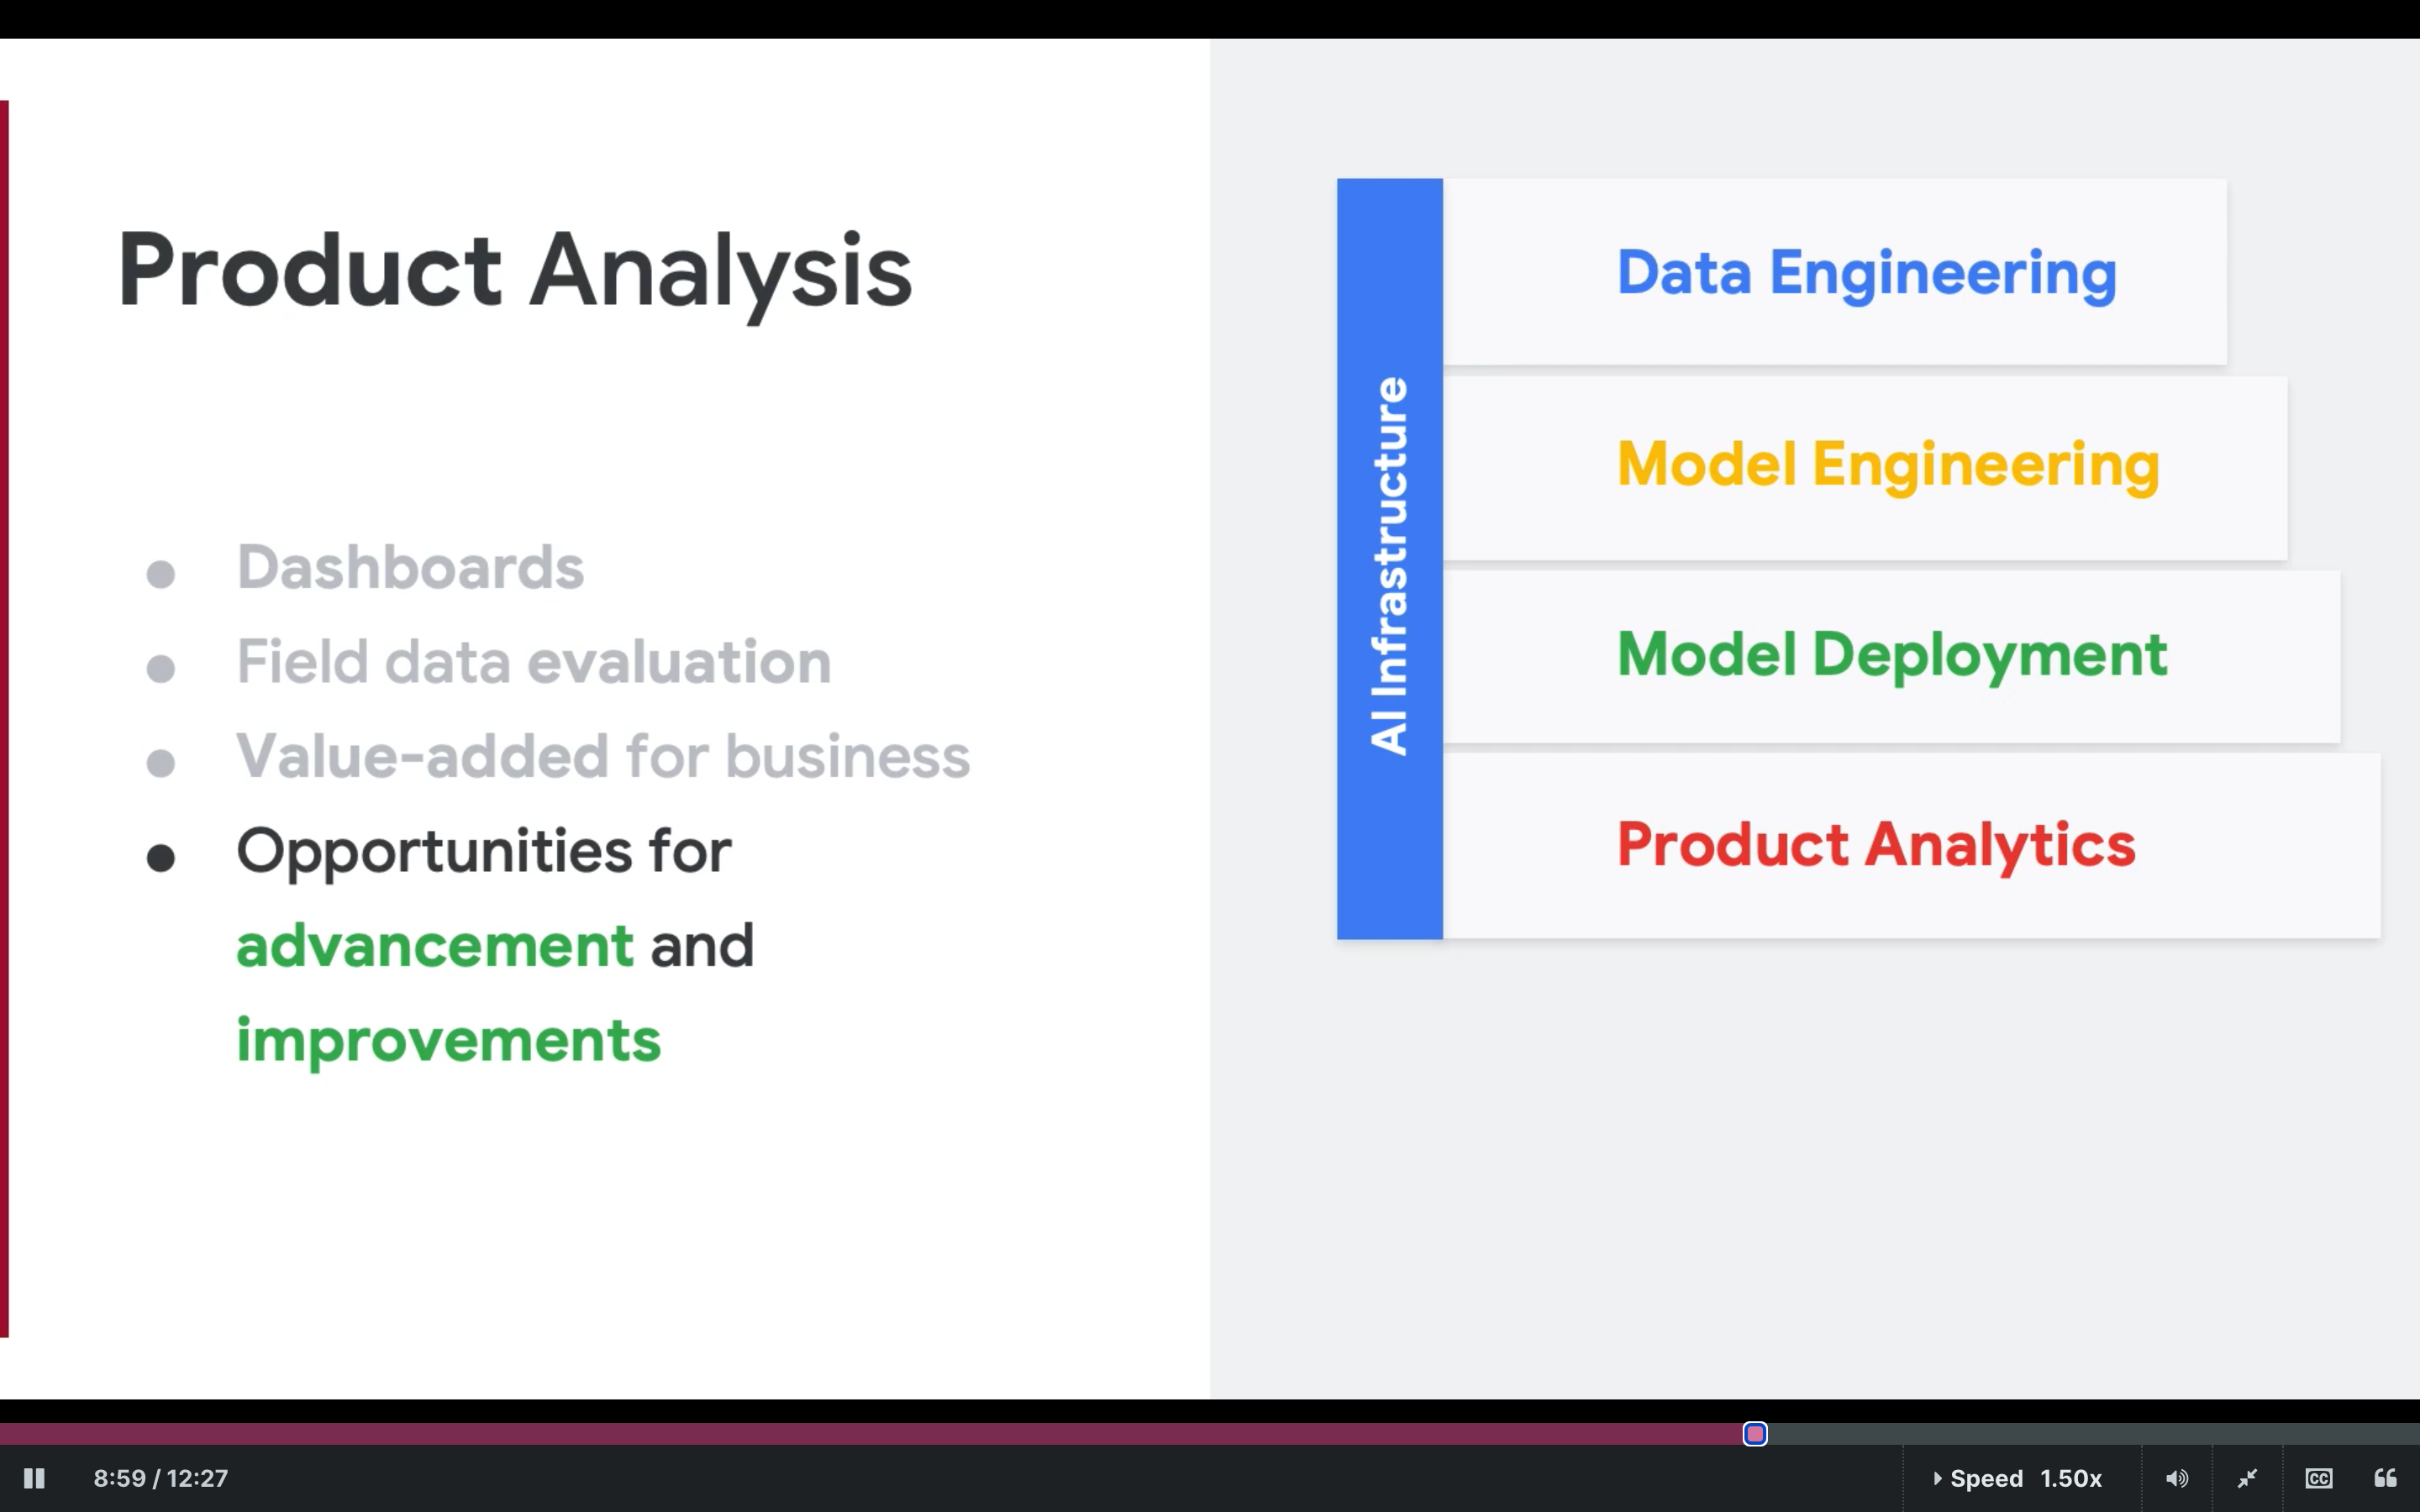 Product Analysis
● Dashboards
● Field data evaluation
● Value-added for business
● Opportunities for
advancement and
improvements
AI Infrastructure
Data Engineering
Model Engineering
Model Deployment
Product Analytics
8:59 / 12:27
Speed 1.50x
CC